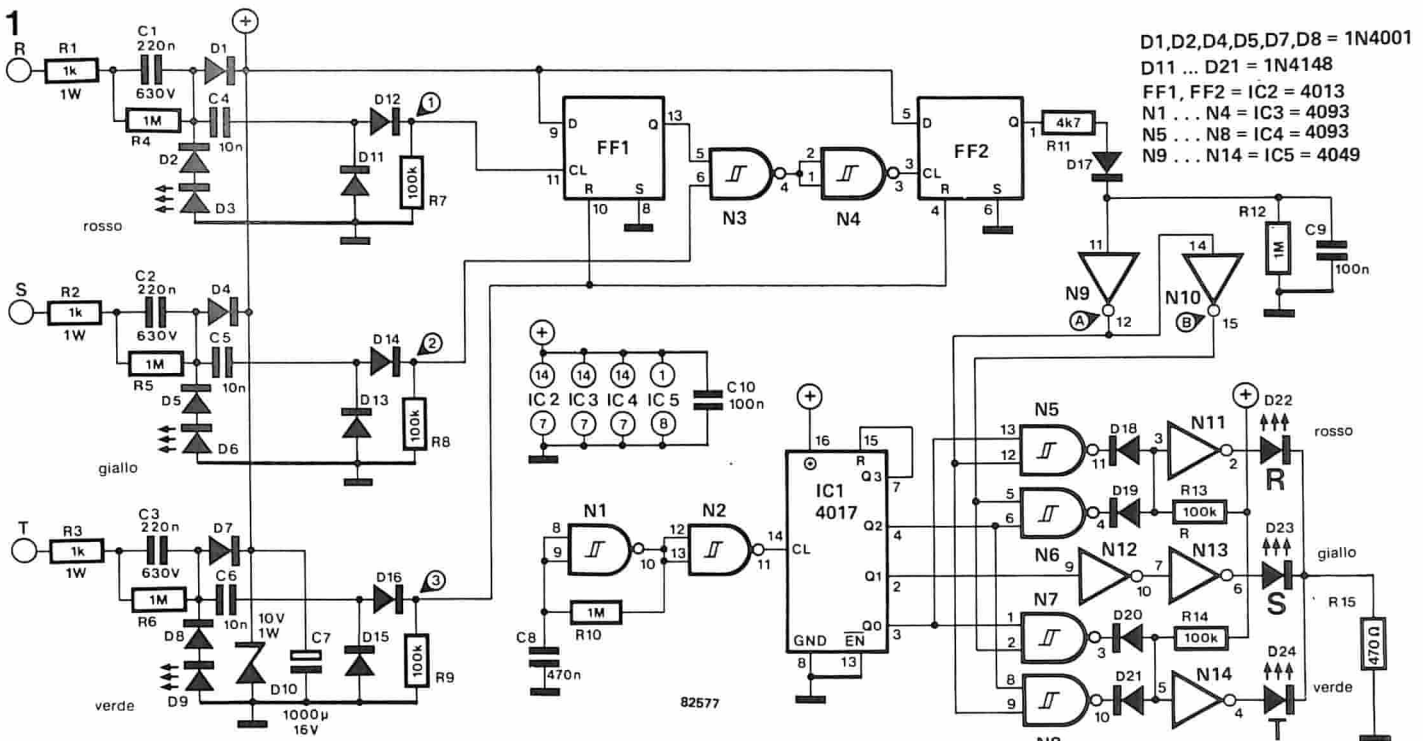 1
R
R1
1k
1W
C1
220n
630V
D1
1M
R4
C4
10n
D2
D3
rosso
D12
1
D11
100k
R7
S
R2
1k
1W
C2
220n
630V
D4
1M
R5
C5
10n
D5
D6
giallo
D14
2
D13
100k
R8
T
R3
1k
1W
C3
220n
630V
D7
1M
R6
C6
10n
D8
D9
verde
10V
1W
D10
C7
1000µ
16V
D16
3
D15
100k
R9
D
Q
13
9
FF1
CL
11
R
S
10
8
5
6
4
N3
2
1
3
N4
5
D
Q
1
FF2
3
CL
R
S
4
6
4k7
R11
D17
D1,D2,D4,D5,D7,D8 = 1N4001
D11 ... D21 = 1N4148
FF1, FF2 = IC2 = 4013
N1 ... N4 = IC3 = 4093
N5 ... N8 = IC4 = 4093
N9 ... N14 = IC5 = 4049
R12
1M
C9
100n
11
N9
A
12
14
N10
B
15
14 14 14 1
IC2 IC3 IC4 IC5
7 7 7 8
C10
100n
N1
8
9
10
N2
12
13
11
1M
R10
C8
470n
82577
16
15
R
IC1
4017
Q3
7
Q2
4
14
CL
Q1
2
Q0
3
GND
EN
8
13
N5
13
12
11
D18
3
N11
2
D22
rosso
R
5
6
4
D19
R13
100k
R
N6
9
N12
10
7
N13
6
D23
giallo
S
N7
1
2
3
D20
R14
100k
R15
470Ω
8
9
10
D21
5
N14
4
D24
verde
T
N8